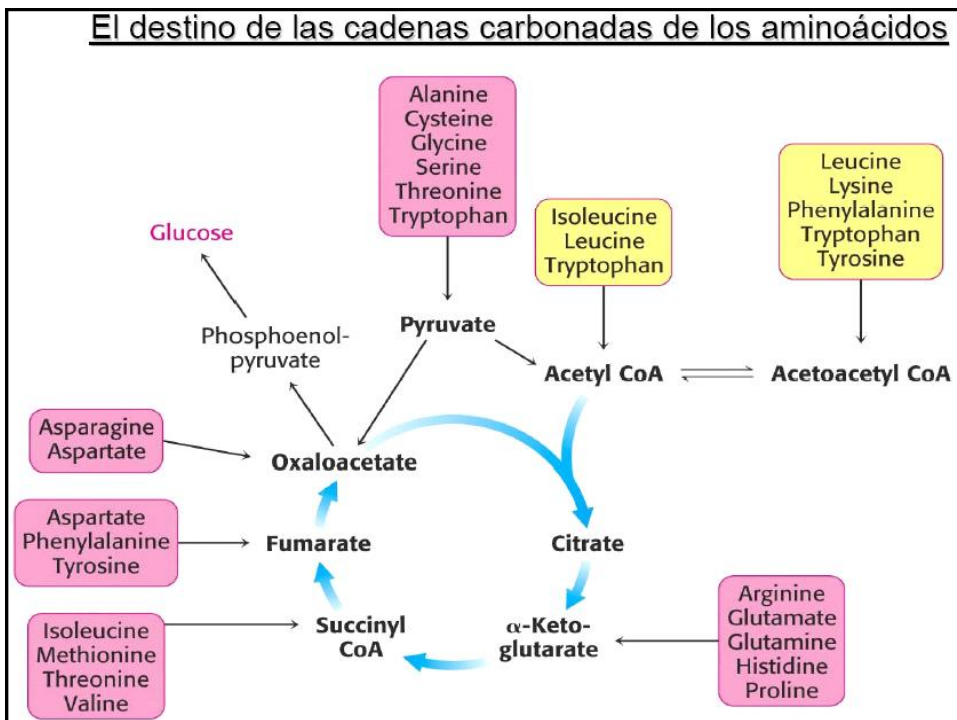 El destino de las cadenas carbonadas de los aminoácidos
Alanine
Cysteine
Glycine
Serine
Threonine
Tryptophan
Isoleucine
Leucine
Tryptophan
Leucine
Lysine
Phenylalanine
Tryptophan
Tyrosine
Glucose
Phosphoenol-
pyruvate
Pyruvate
Acetyl CoA
Acetoacetyl CoA
Asparagine
Aspartate
Oxaloacetate
Aspartate
Phenylalanine
Tyrosine
Fumarate
Citrate
Isoleucine
Methionine
Threonine
Valine
Succinyl
CoA
α-Keto-
glutarate
Arginine
Glutamate
Glutamine
Histidine
Proline